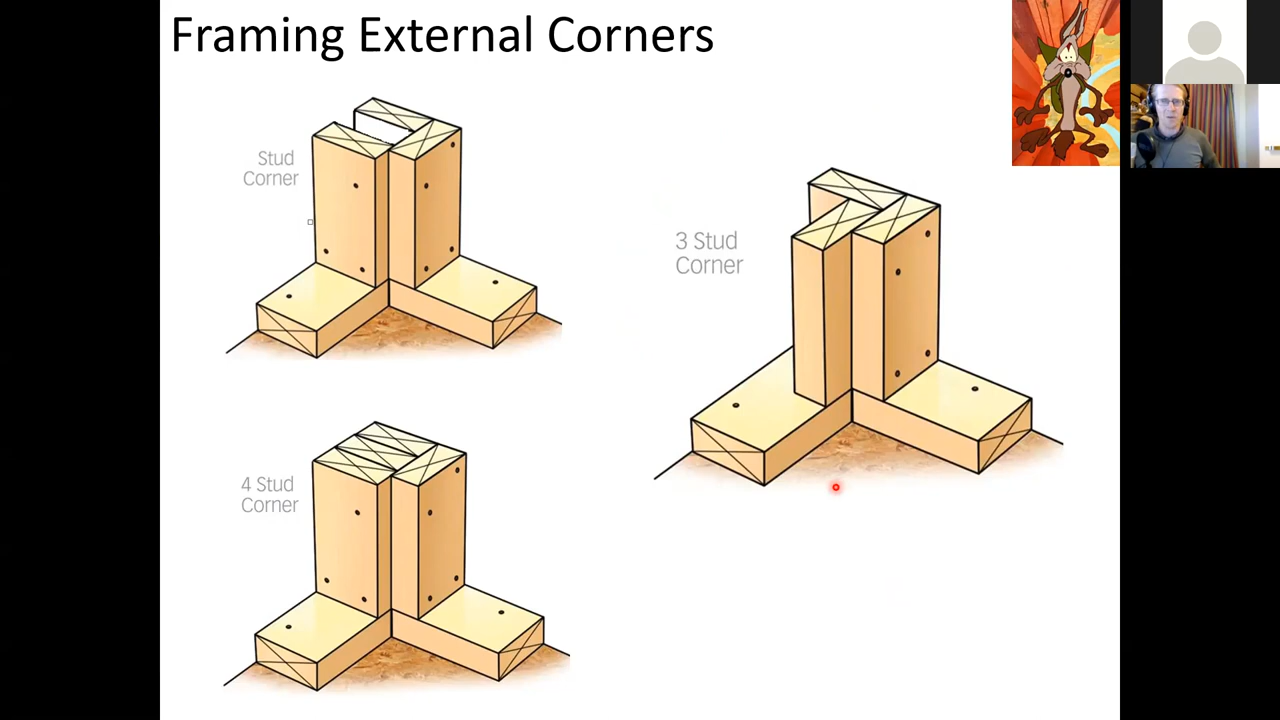 Framing External Corners
Stud
Corner
3 Stud
Corner
4 Stud
Corner